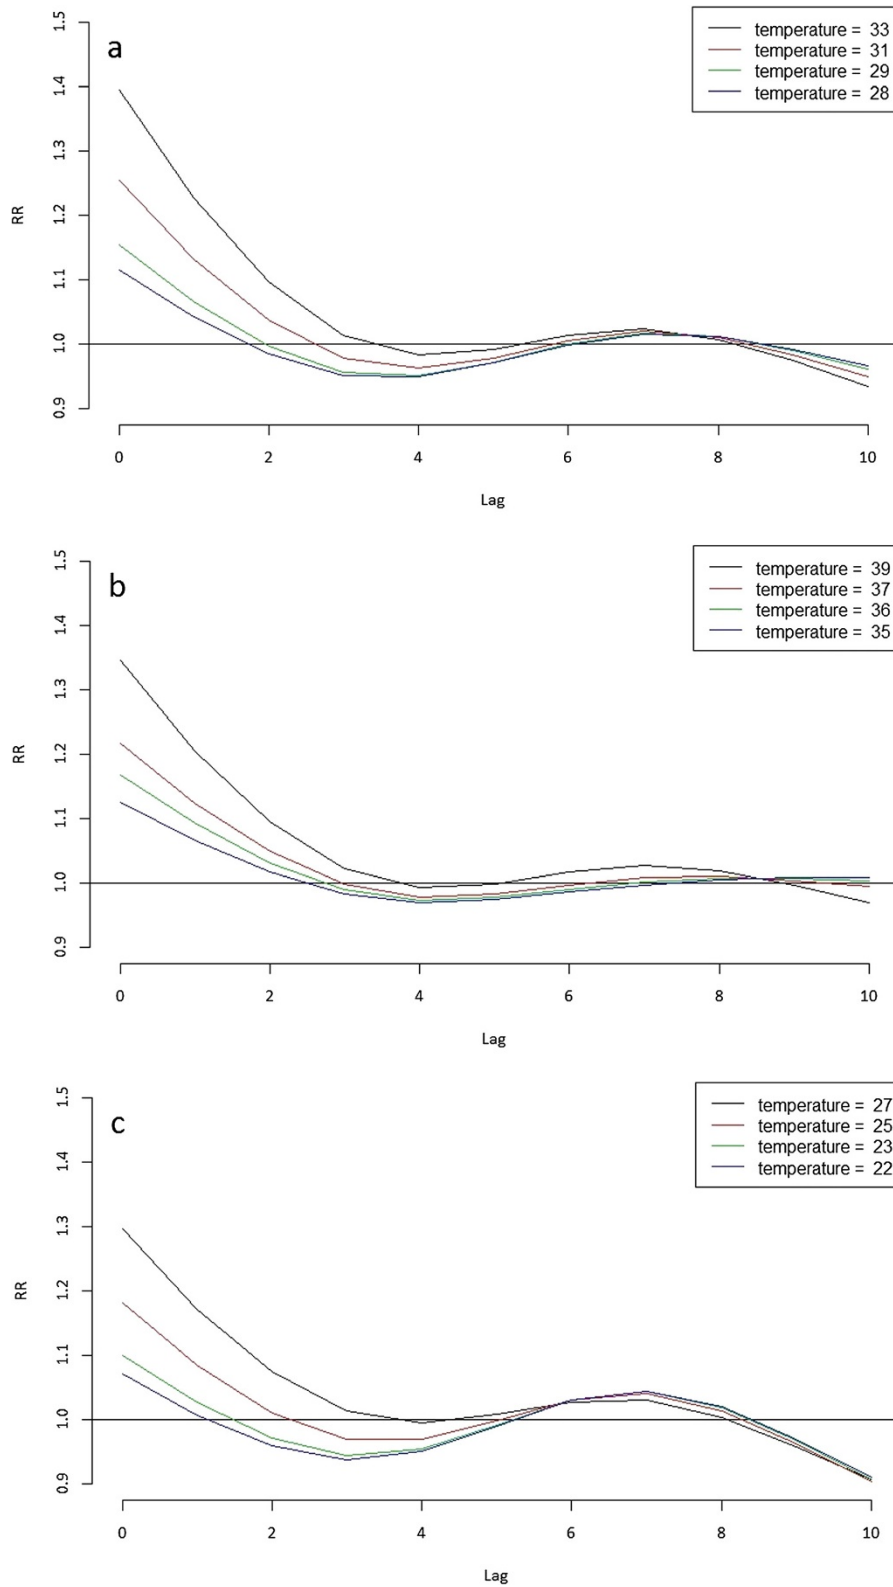 a
temperature = 33
temperature = 31
temperature = 29
temperature = 28
1.5
1.4
1.3
1.2
1.1
1.0
0.9
RR
0 2 4 6 8 10
Lag
b
temperature = 39
temperature = 37
temperature = 36
temperature = 35
1.5
1.4
1.3
1.2
1.1
1.0
0.9
RR
0 2 4 6 8 10
Lag
c
temperature = 27
temperature = 25
temperature = 23
temperature = 22
1.5
1.4
1.3
1.2
1.1
1.0
0.9
RR
0 2 4 6 8 10
Lag